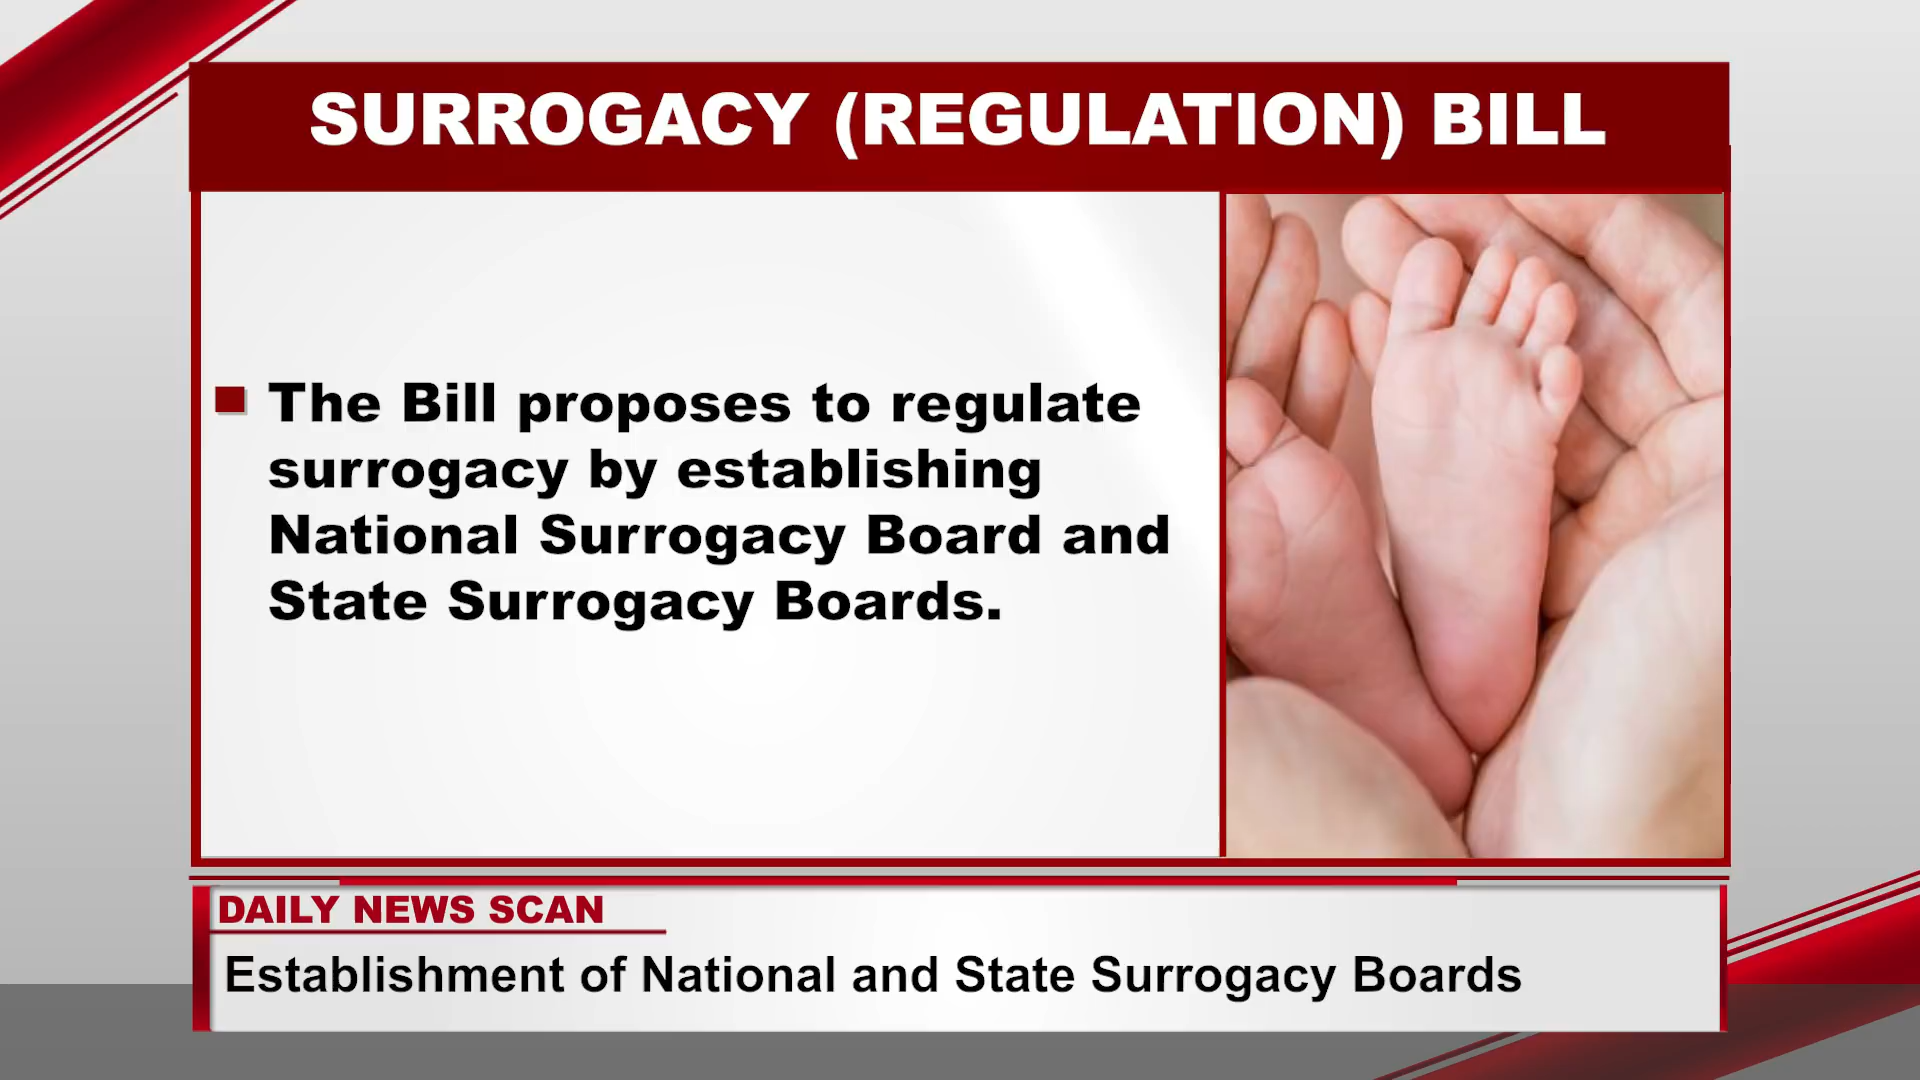 SURROGACY (REGULATION) BILL
The Bill proposes to regulate
surrogacy by establishing
National Surrogacy Board and
State Surrogacy Boards.
DAILY NEWS SCAN
Establishment of National and State Surrogacy Boards